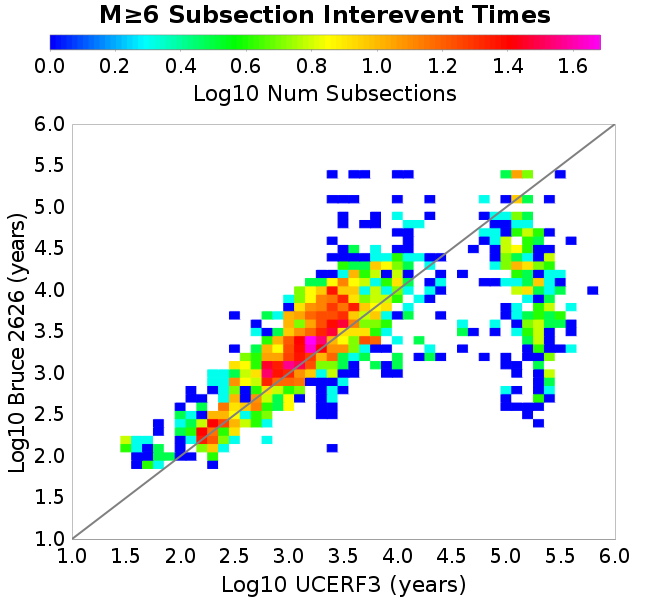 M≥6 Subsection Interevent Times
0.0 0.2 0.4 0.6 0.8 1.0 1.2 1.4 1.6
Log10 Num Subsections
6.0
5.5
5.0
4.5
4.0
3.5
3.0
2.5
2.0
1.5
1.0
Log10 Bruce 2626 (years)
1.0 1.5 2.0 2.5 3.0 3.5 4.0 4.5 5.0 5.5 6.0
Log10 UCERF3 (years)